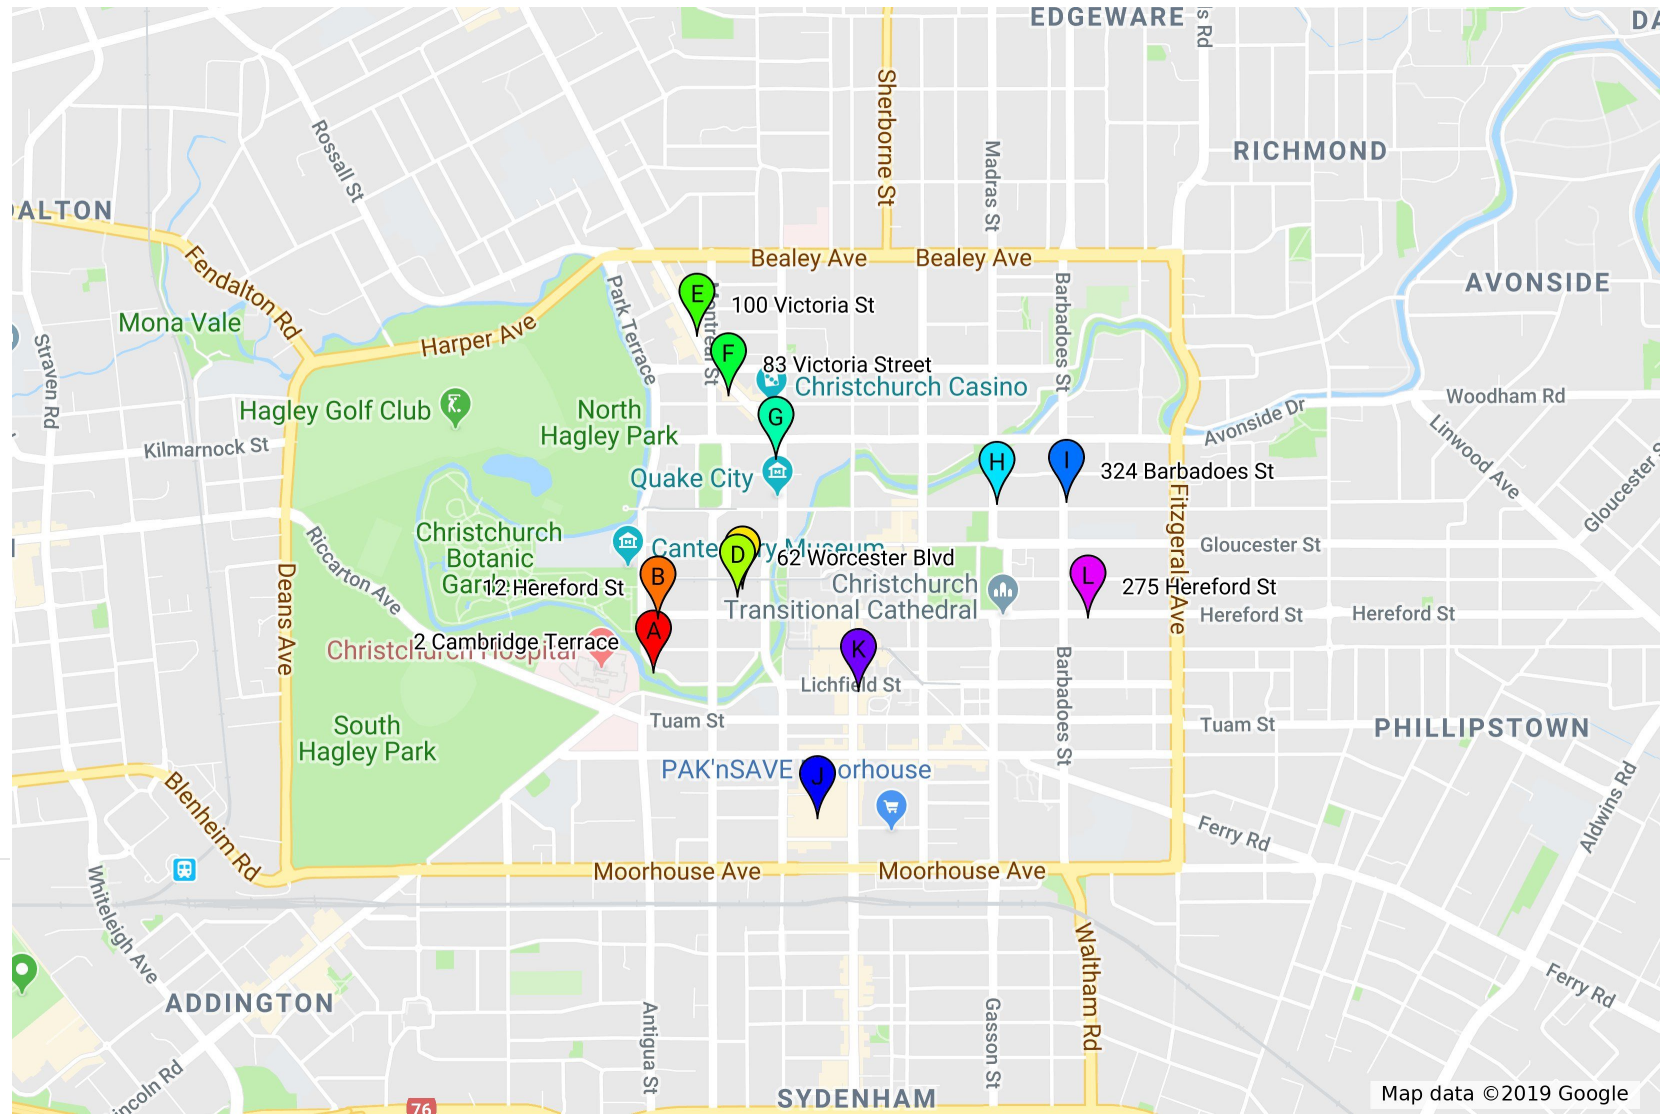 EDGEWARE
Sherborne St
Rossall St
Madras St
RICHMOND
Fendalton Rd
Bealey Ave
Bealey Ave
AVONSIDE
Mona Vale
Park Terrace
E
100 Victoria St
Barbadoes St
Harper Ave
Straven Rd
F
83 Victoria Street
Christchurch Casino
Hagley Golf Club
North
Hagley Park
G
Woodham Rd
Avonside Dr
Linwood Ave
Kilmarnock St
Quake City
H
I
324 Barbadoes St
Gloucester
Christchurch
Botanic
Riccarton Ave
D
62 Worcester Blvd
Gloucester St
Fitzgerald Ave
B
12 Hereford St
Christchurch
Transitional Cathedral
L
275 Hereford St
Hereford St
Hereford St
Deans Ave
A
2 Cambridge Terrace
Christchurch Hospital
K
Lichfield St
Barbadoes St
South
Hagley Park
Tuam St
Tuam St
PHILLIPSTOWN
PAK'nSAVE
J
Blenheim Rd
Ferry Rd
Aldwins Rd
Moorhouse Ave
Moorhouse Ave
Whiteleigh Ave
Waltham Rd
Ferry Rd
ADDINGTON
Antigua St
Gasson St
76
SYDENHAM
Map data ©2019 Google